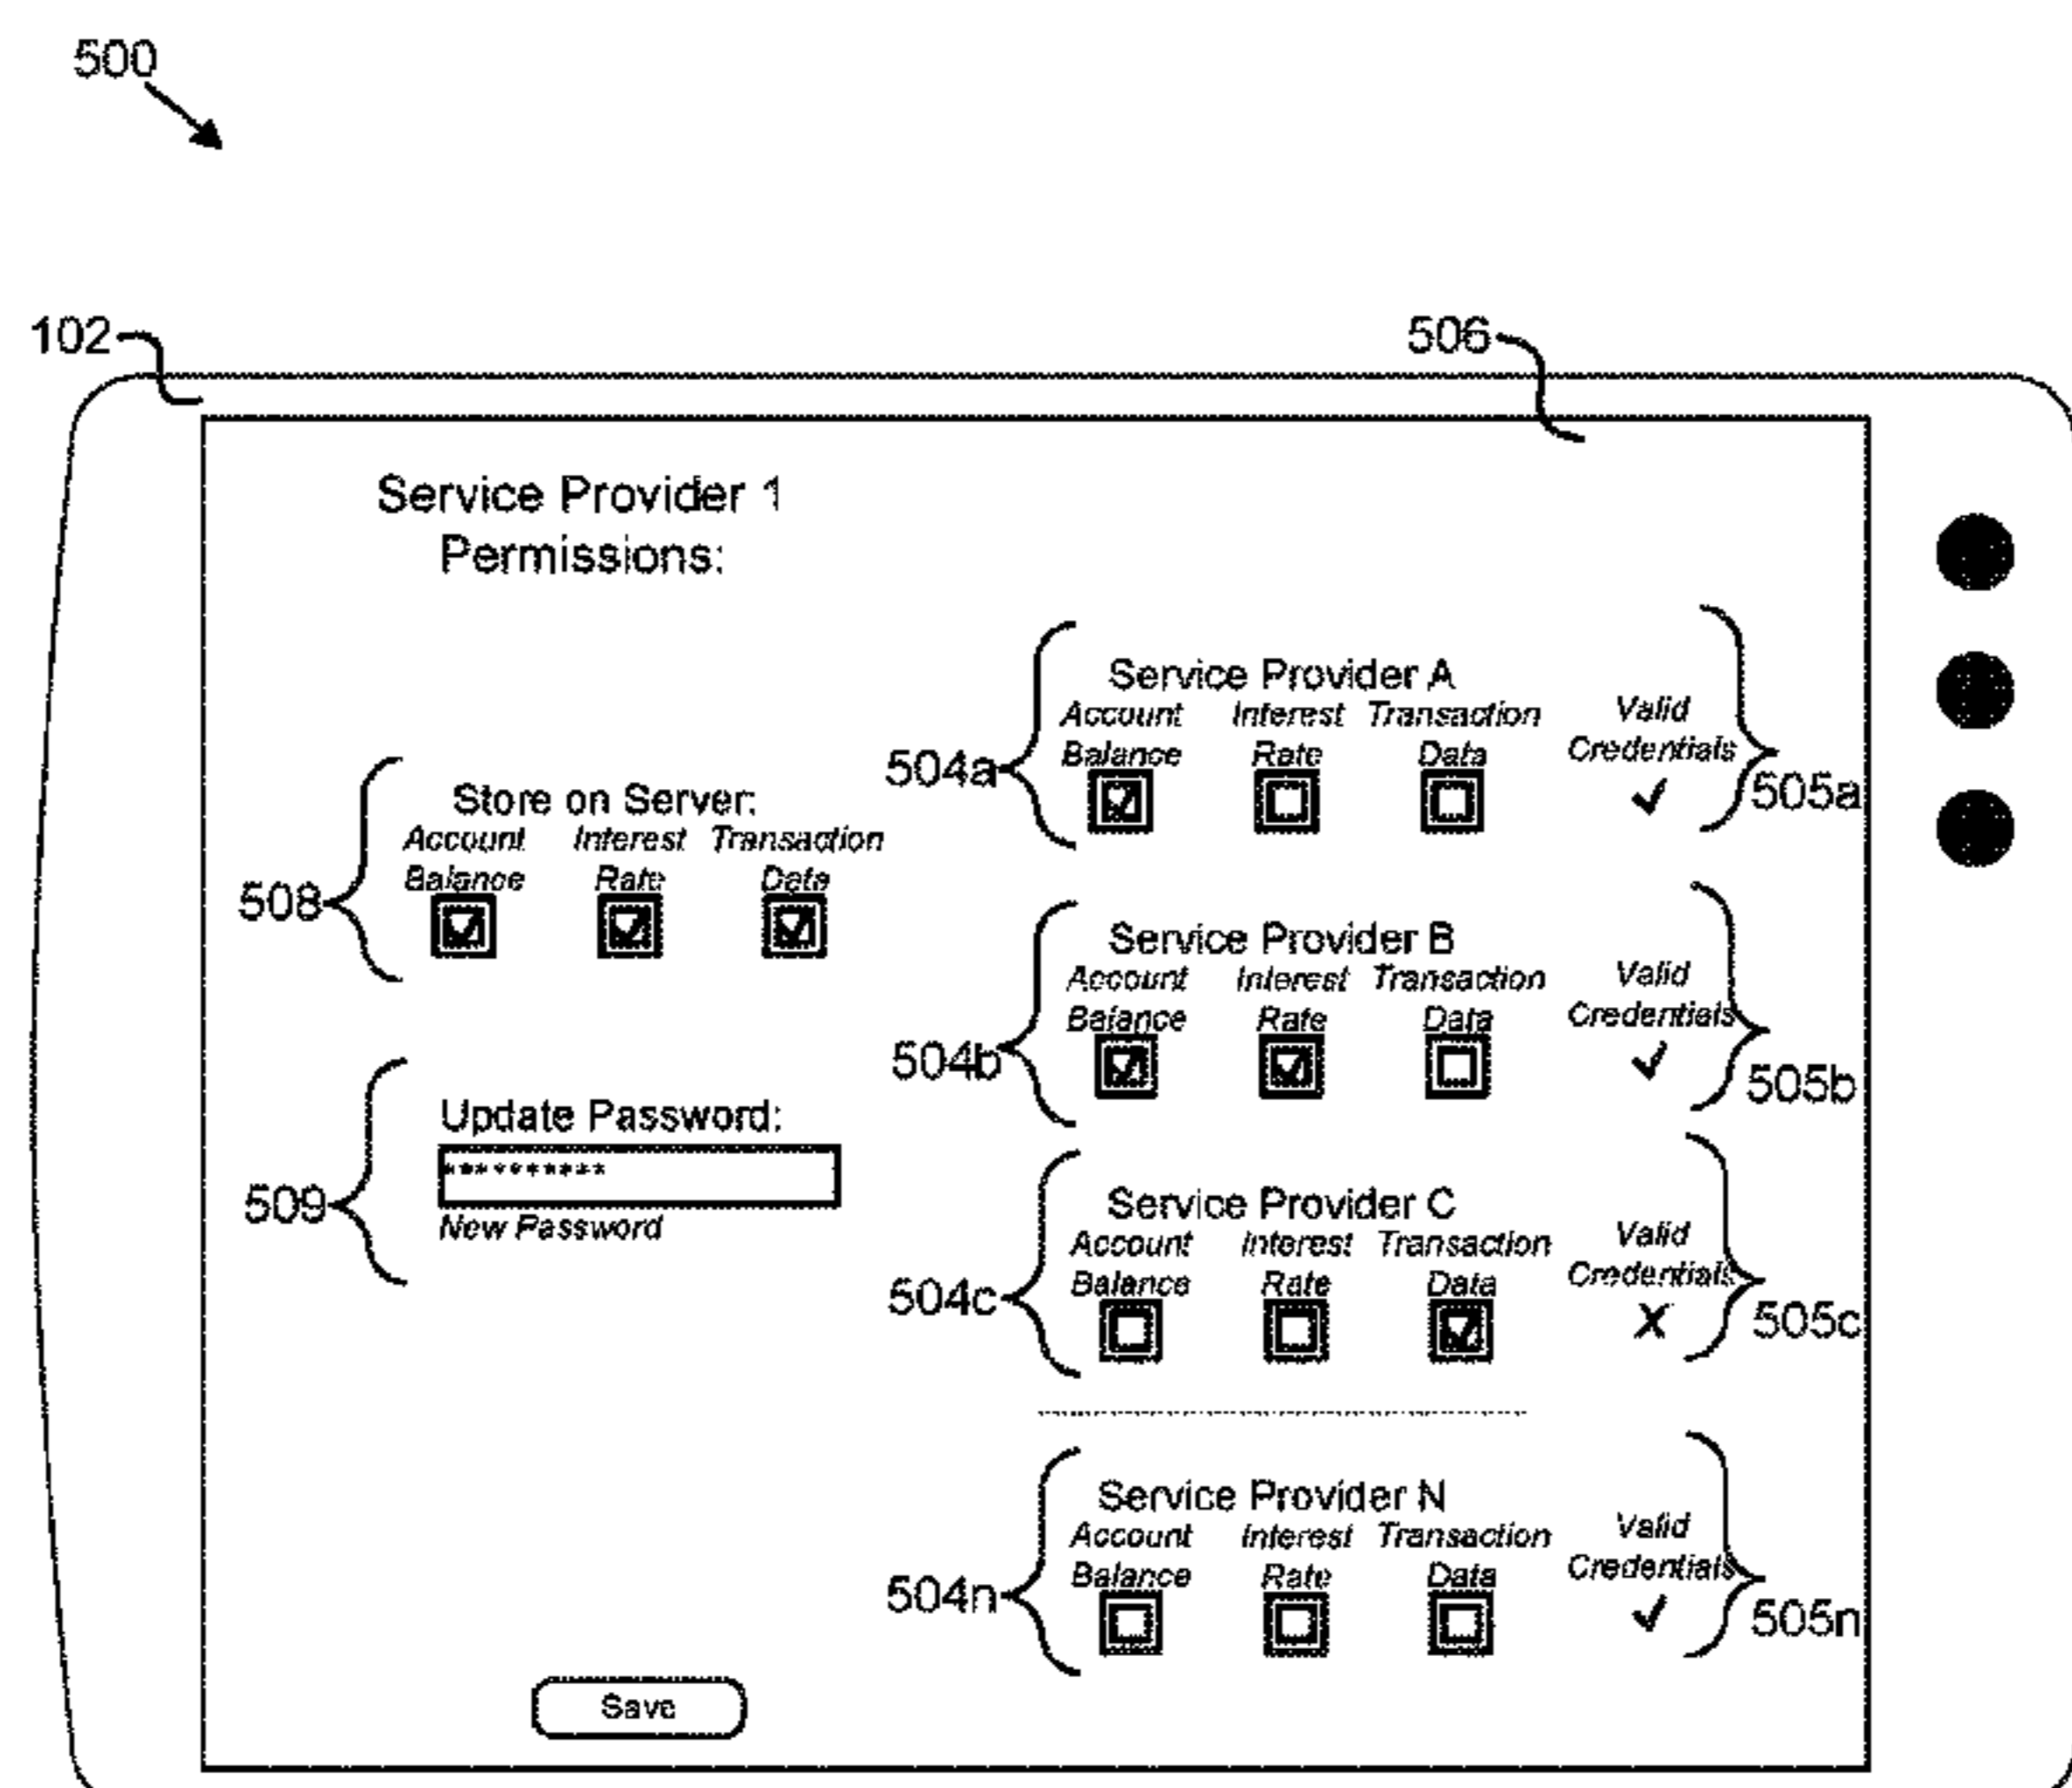 500
102
506
Service Provider 1
Permissions:
504a
Service Provider A
Account Interest Transaction
Balance Rate Data
Valid
Credentials
505a
508
Store on Server:
Account Interest Transaction
Balance Rate Data
504b
Service Provider B
Account Interest Transaction
Balance Rate Data
Valid
Credentials
505b
509
Update Password:
**********
New Password
504c
Service Provider C
Account Interest Transaction
Balance Rate Data
Valid
Credentials
X
505c
504n
Service Provider N
Account Interest Transaction
Balance Rate Data
Valid
Credentials
505n
Save